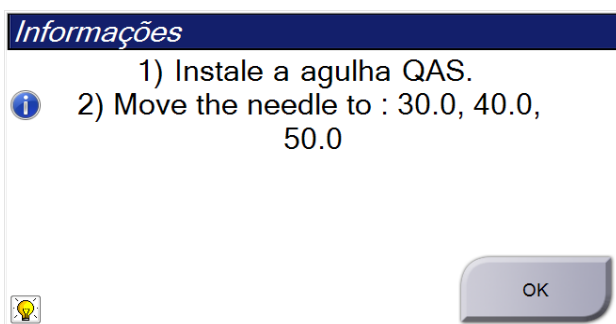 Informações
1) Instale a agulha QAS.
2) Move the needle to : 30.0, 40.0,
50.0
OK